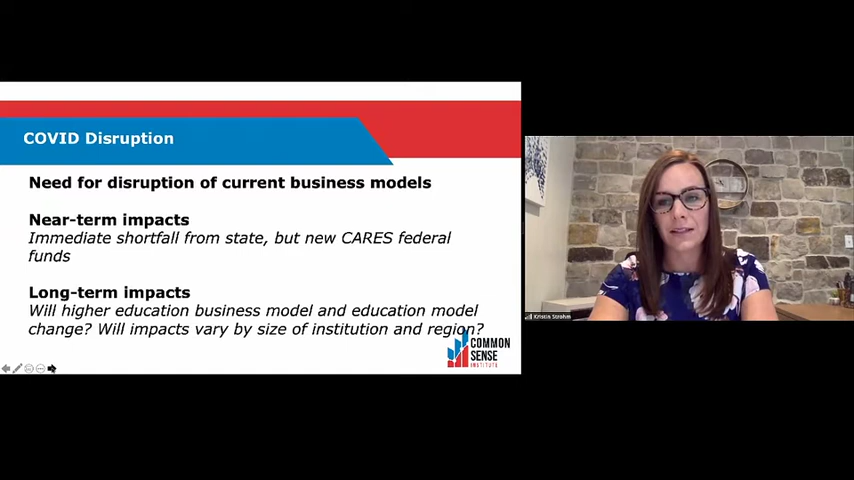 COVID Disruption
Need for disruption of current business models
Near-term impacts
Immediate shortfall from state, but new CARES federal
funds
Long-term impacts
Will higher education business model and education model
change? Will impacts vary by size of institution and region?
COMMON
SENSE
INSTITUTE
Kristin Strohm